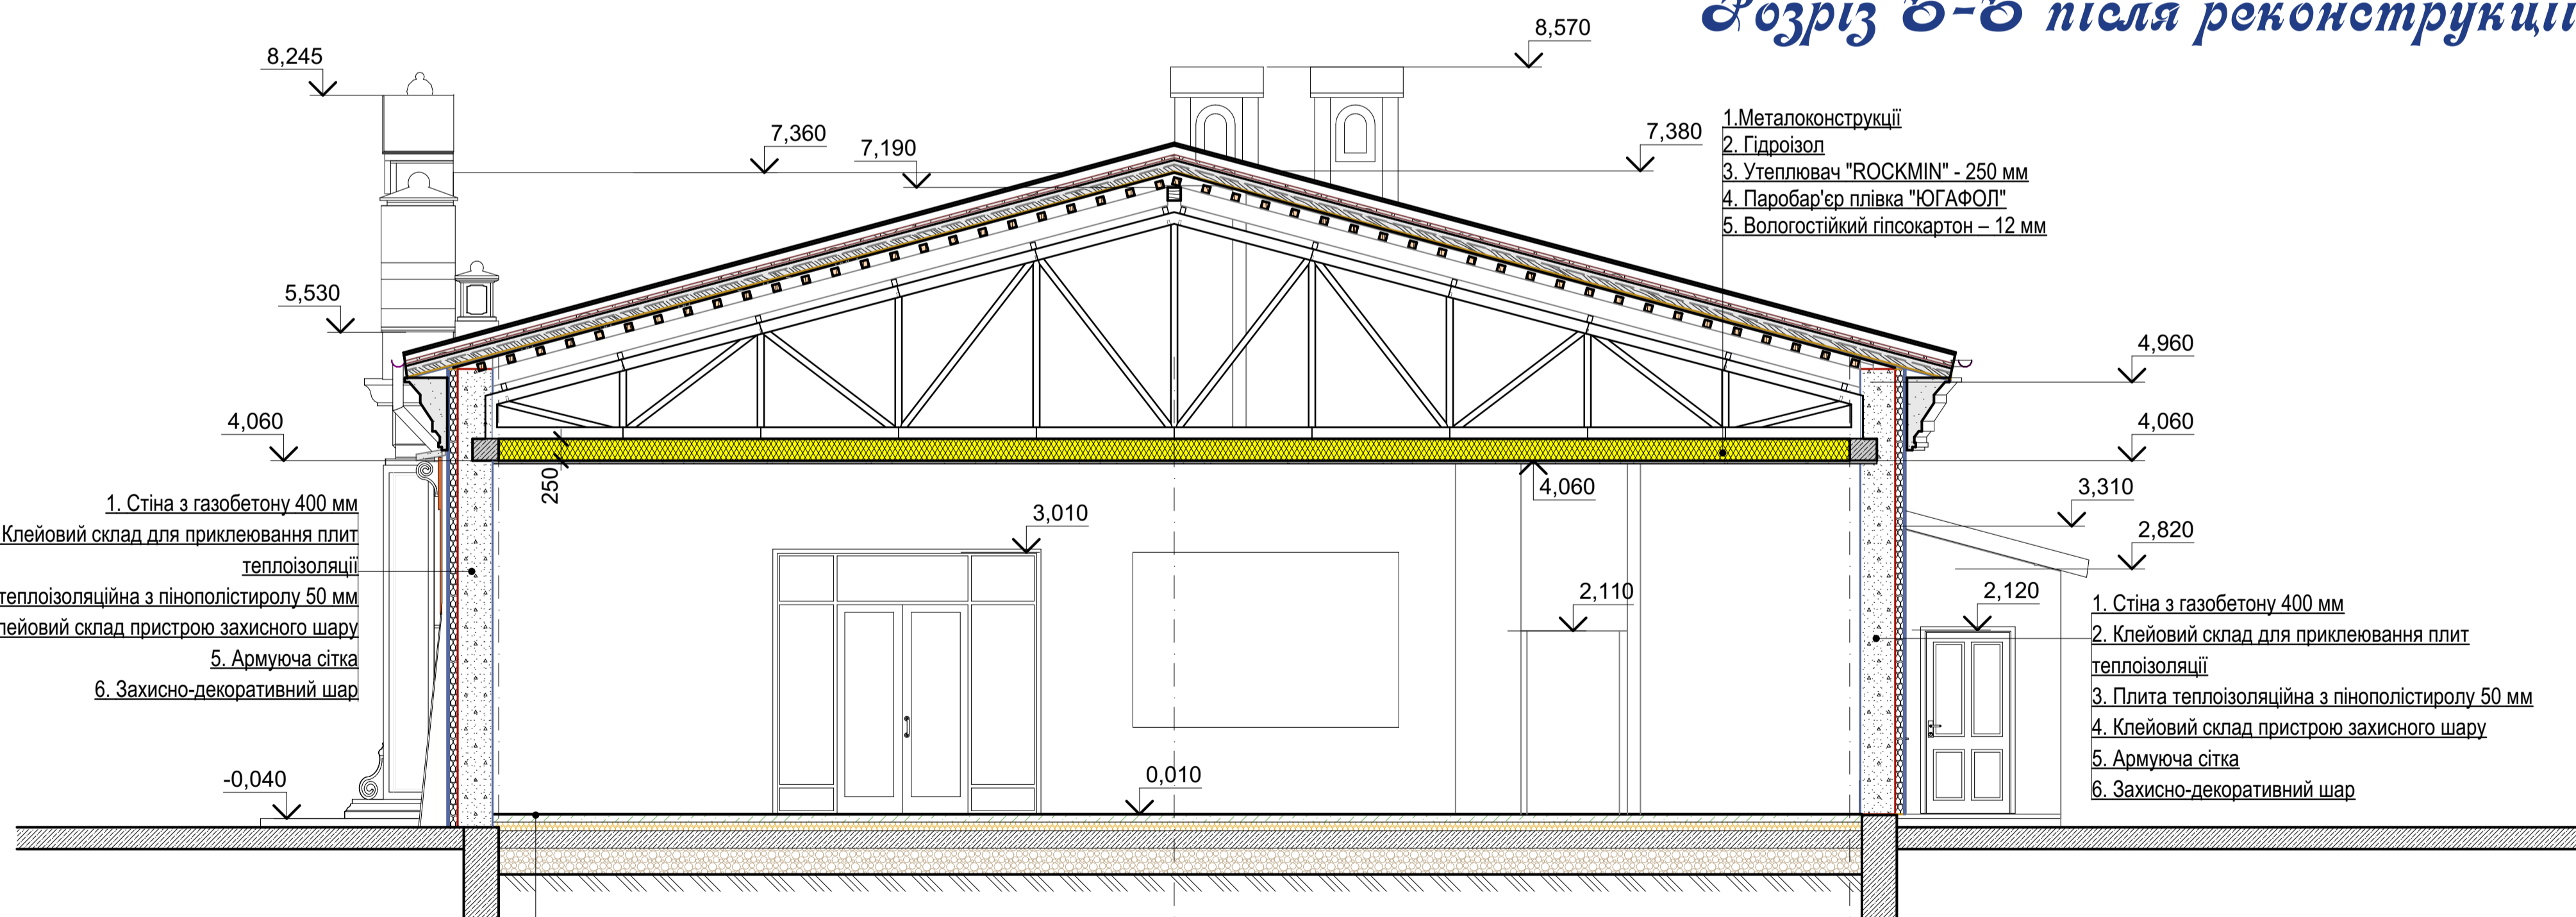 Розріз Б-Б після реконструкції
8,570
8,245
7,360
7,190
7,380
1.Металоконструкції
2. Гідроізол
3. Утеплювач "ROCKMIN" - 250 мм
4. Паробар'єр плівка "ЮГАФОЛ"
5. Вологостійкий гіпсокартон – 12 мм
5,530
4,960
4,060
4,060
250
4,060
3,310
3,010
2,820
2,110
2,120
1. Стіна з газобетону 400 мм
Клейовий склад для приклеювання плит
теплоізоляції
теплоізоляційна з пінополістиролу 50 мм
клейовий склад пристрою захисного шару
5. Армуюча сітка
6. Захисно-декоративний шар
1. Стіна з газобетону 400 мм
2. Клейовий склад для приклеювання плит
теплоізоляції
3. Плита теплоізоляційна з пінополістиролу 50 мм
4. Клейовий склад пристрою захисного шару
5. Армуюча сітка
6. Захисно-декоративний шар
-0,040
0,010